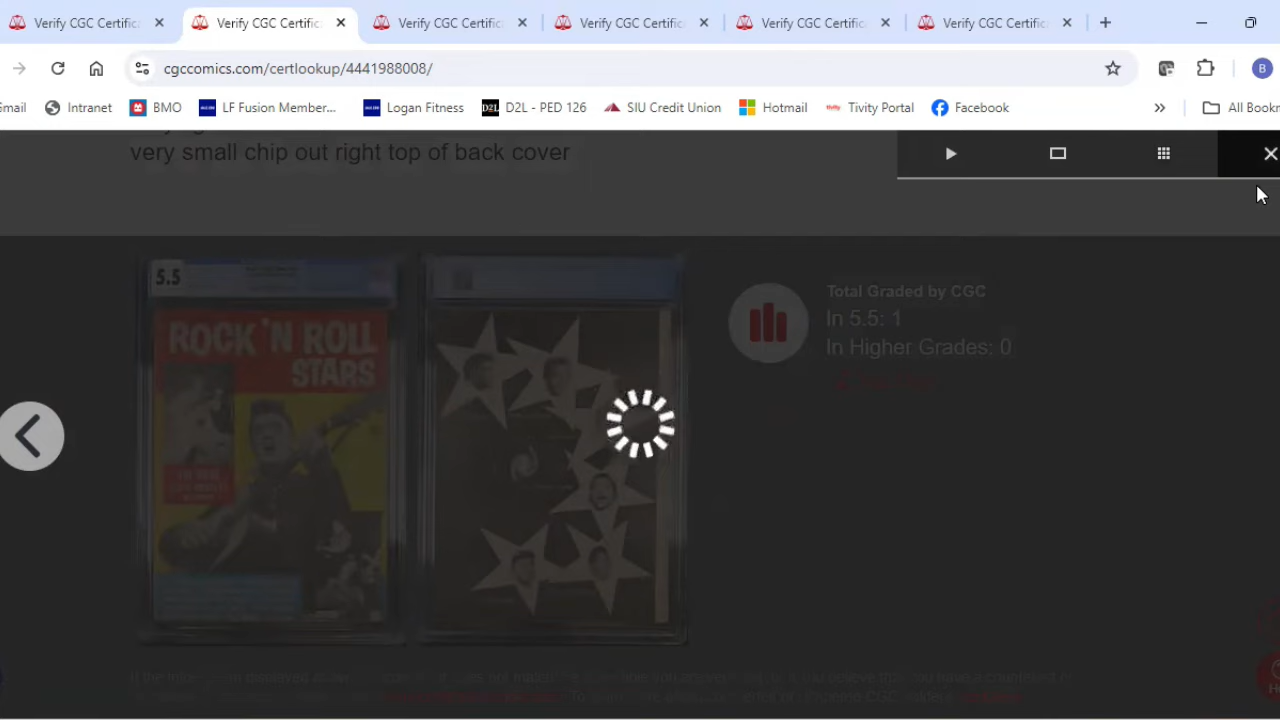 Verify CGC Certific
Verify CGC Certific
Verify CGC Certific
Verify CGC Certific
Verify CGC Certific
Verify CGC Certific
cgccomics.com/certlookup/4441988008/
B
mail
Intranet
BMO
LF Fusion Member...
Logan Fitness
D2L D2L - PED 126
SIU Credit Union
Hotmail
Tivity Portal
Facebook
»
All Bookm
very small chip out right top of back cover
5.5
ROCK 'N ROLL
STARS
Total Graded by CGC
In 5.5: 1
In Higher Grades: 0